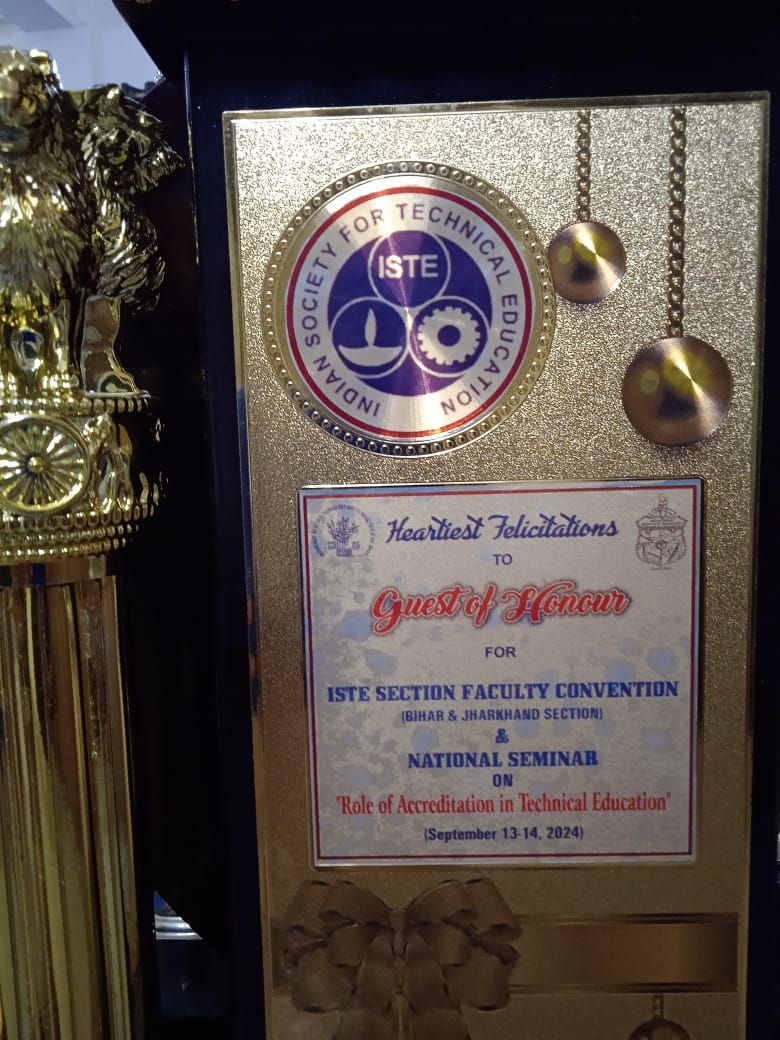 INDIAN SOCIETY FOR TECHNICAL EDUCATION
ISTE
Heartiest Felicitations
TO
Guest of Honour
FOR
ISTE SECTION FACULTY CONVENTION
(BIHAR & JHARKHAND SECTION)
&
NATIONAL SEMINAR
ON
"Role of Accreditation in Technical Education"
(September 13-14, 2024)